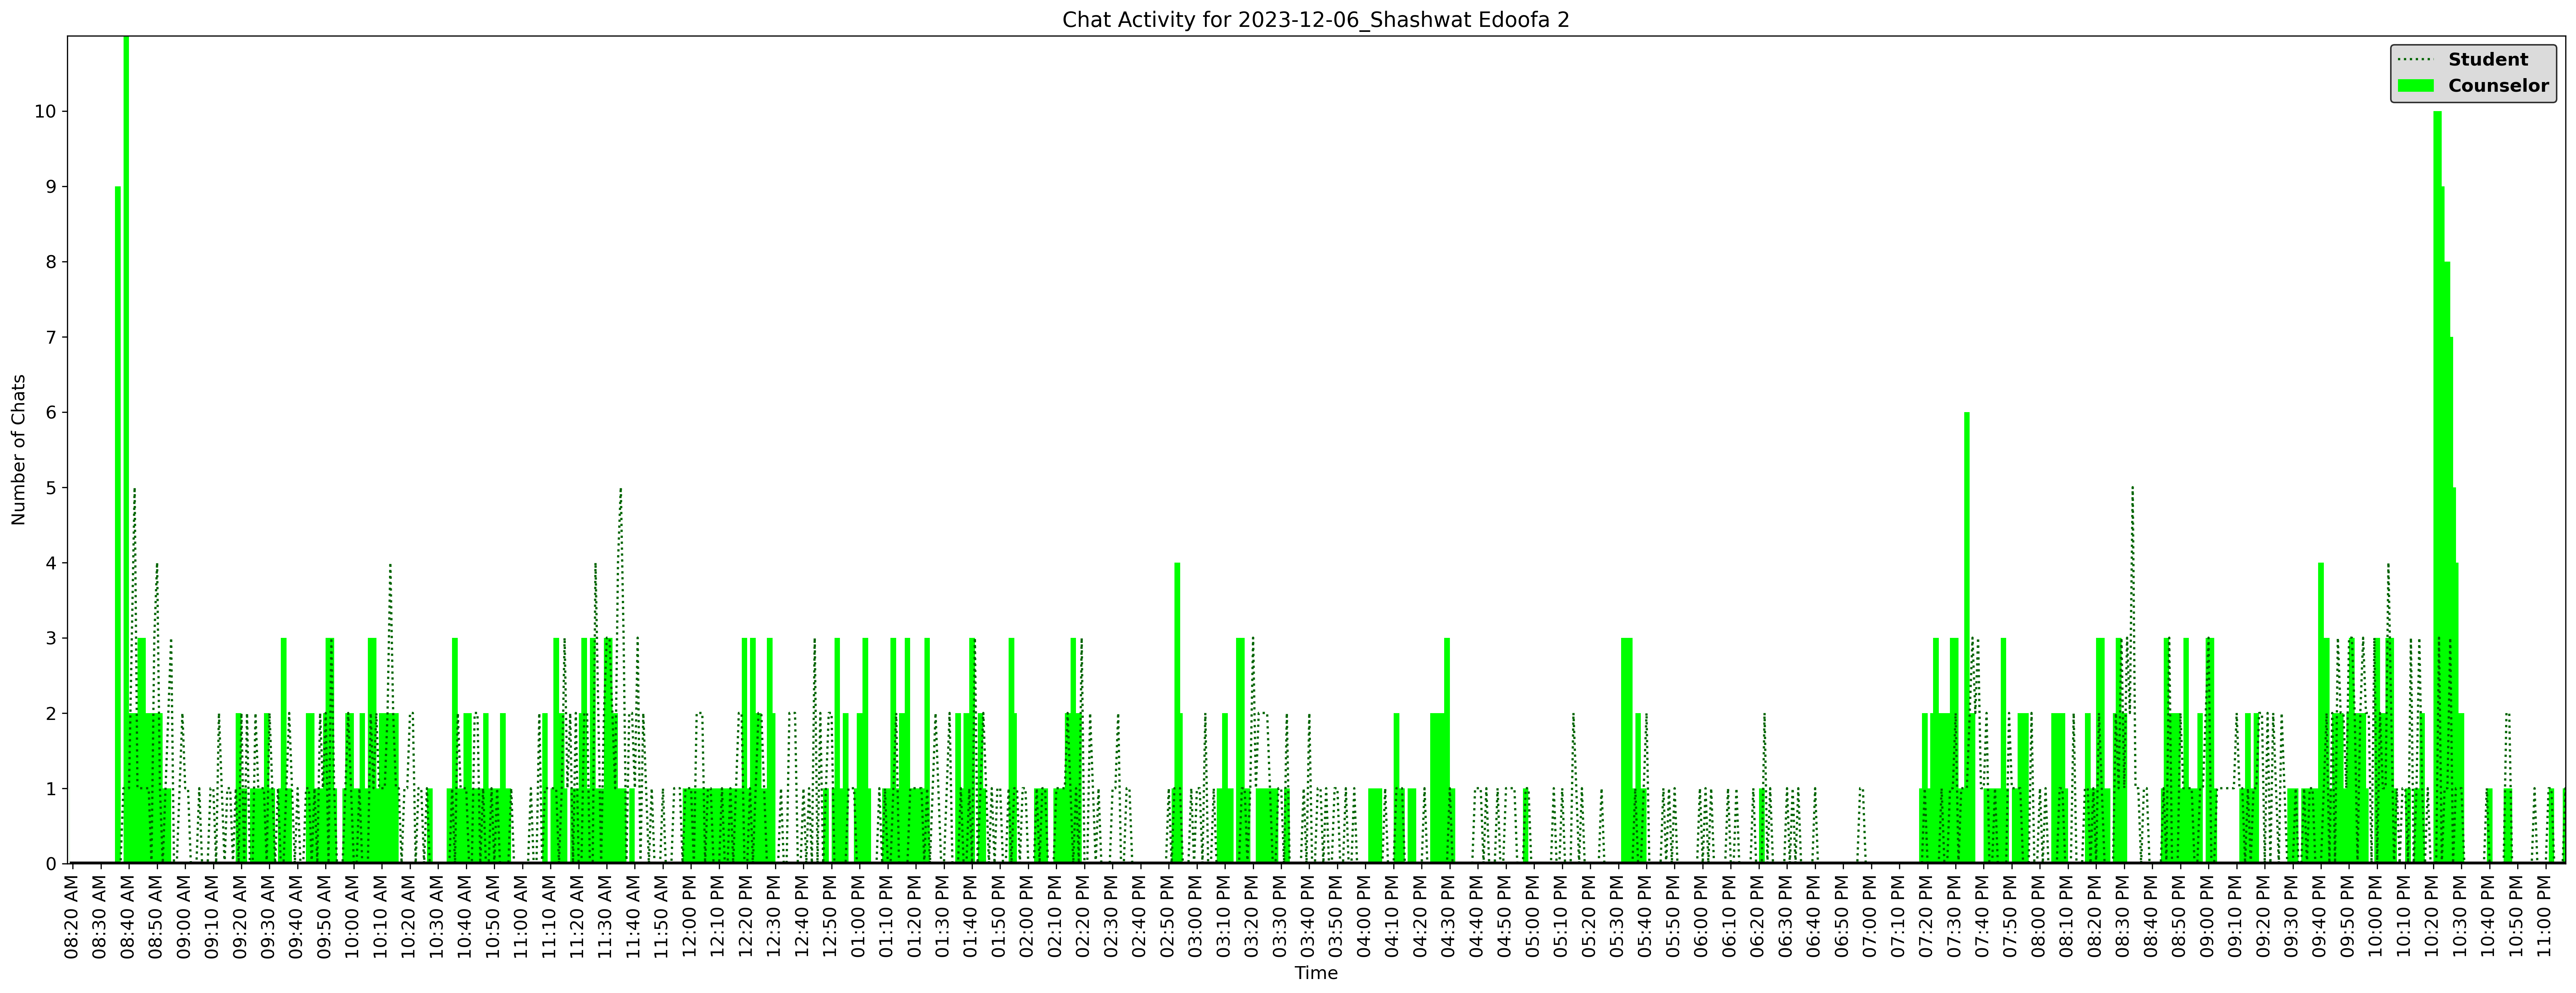 Chat Activity for 2023-12-06_Shashwat Edoofa 2
Student
Counselor
Number of Chats
10
9
8
7
6
5
4
3
2
1
0
08:20 AM
08:30 AM
08:40 AM
08:50 AM
09:00 AM
09:10 AM
09:20 AM
09:30 AM
09:40 AM
09:50 AM
10:00 AM
10:10 AM
10:20 AM
10:30 AM
10:40 AM
10:50 AM
11:00 AM
11:10 AM
11:20 AM
11:30 AM
11:40 AM
11:50 AM
12:00 PM
12:10 PM
12:20 PM
12:30 PM
12:40 PM
12:50 PM
01:00 PM
01:10 PM
01:20 PM
01:30 PM
01:40 PM
01:50 PM
02:00 PM
02:10 PM
02:20 PM
02:30 PM
02:40 PM
02:50 PM
03:00 PM
03:10 PM
03:20 PM
03:30 PM
03:40 PM
03:50 PM
04:00 PM
04:10 PM
04:20 PM
04:30 PM
04:40 PM
04:50 PM
05:00 PM
05:10 PM
05:20 PM
05:30 PM
05:40 PM
05:50 PM
06:00 PM
06:10 PM
06:20 PM
06:30 PM
06:40 PM
06:50 PM
07:00 PM
07:10 PM
07:20 PM
07:30 PM
07:40 PM
07:50 PM
08:00 PM
08:10 PM
08:20 PM
08:30 PM
08:40 PM
08:50 PM
09:00 PM
09:10 PM
09:20 PM
09:30 PM
09:40 PM
09:50 PM
10:00 PM
10:10 PM
10:20 PM
10:30 PM
10:40 PM
10:50 PM
11:00 PM
Time